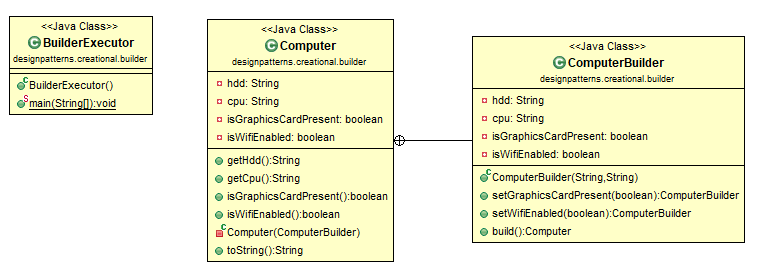 <<Java Class>>
BuilderExecutor
designpatterns.creational.builder
BuilderExecutor()
main(String[]):void
<<Java Class>>
Computer
designpatterns.creational.builder
hdd: String
cpu: String
isGraphicsCardPresent: boolean
isWifiEnabled: boolean
getHdd():String
getCpu():String
isGraphicsCardPresent():boolean
isWifiEnabled():boolean
Computer(ComputerBuilder)
toString():String
<<Java Class>>
ComputerBuilder
designpatterns.creational.builder
hdd: String
cpu: String
isGraphicsCardPresent: boolean
isWifiEnabled: boolean
ComputerBuilder(String,String)
setGraphicsCardPresent(boolean):ComputerBuilder
setWifiEnabled(boolean):ComputerBuilder
build():Computer